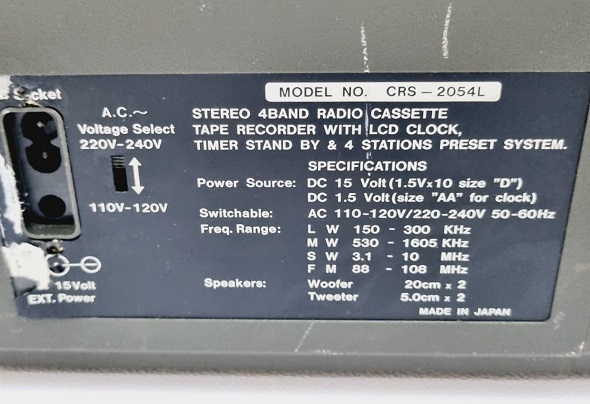 MODEL NO. CRS-2054L
Socket
A.C.~
Voltage Select
220V-240V
110V-120V
15Volt
EXT. Power
STEREO 4BAND RADIO CASSETTE
TAPE RECORDER WITH LCD CLOCK,
TIMER STAND BY & 4 STATIONS PRESET SYSTEM.
SPECIFICATIONS
Power Source: DC 15 Volt (1.5V×10 size "D")
DC 1.5 Volt (size "AA" for clock)
Switchable: AC 110-120V/220-240V 50-60Hz
Freq. Range: L W 150 - 300 KHz
M W 530 - 1605 KHz
S W 3.1 - 10 MHz
F M 88 - 108 MHz
Speakers: Woofer 20cm × 2
Tweeter 5.0cm × 2
MADE IN JAPAN